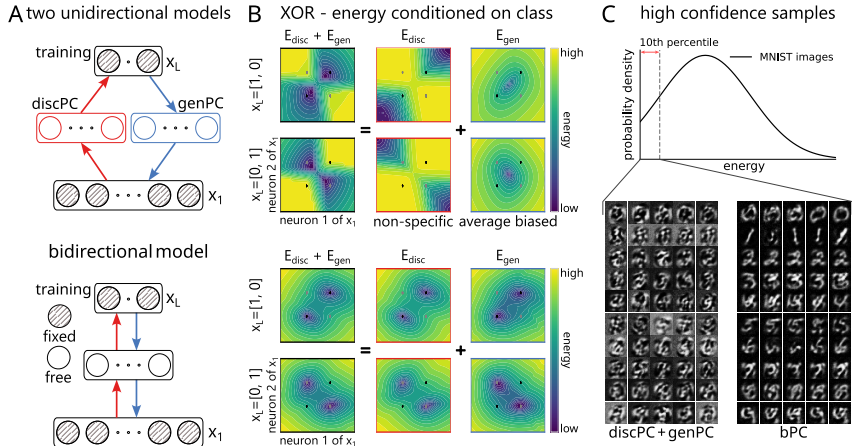 A two unidirectional models
training
x_L
discPC
genPC
x_1
bidirectional model
training
x_L
fixed
free
x_1
B XOR - energy conditioned on class
E_disc + E_gen
E_disc
E_gen
x_L=[1, 0]
x_L=[0, 1]
neuron 2 of x_1
neuron 1 of x_1
=
+
non-specific
average biased
high
energy
low
E_disc + E_gen
E_disc
E_gen
x_L=[1, 0]
x_L=[0, 1]
neuron 2 of x_1
neuron 1 of x_1
=
+
high
energy
low
C high confidence samples
10th percentile
MNIST images
probability density
energy
discPC + genPC
bPC